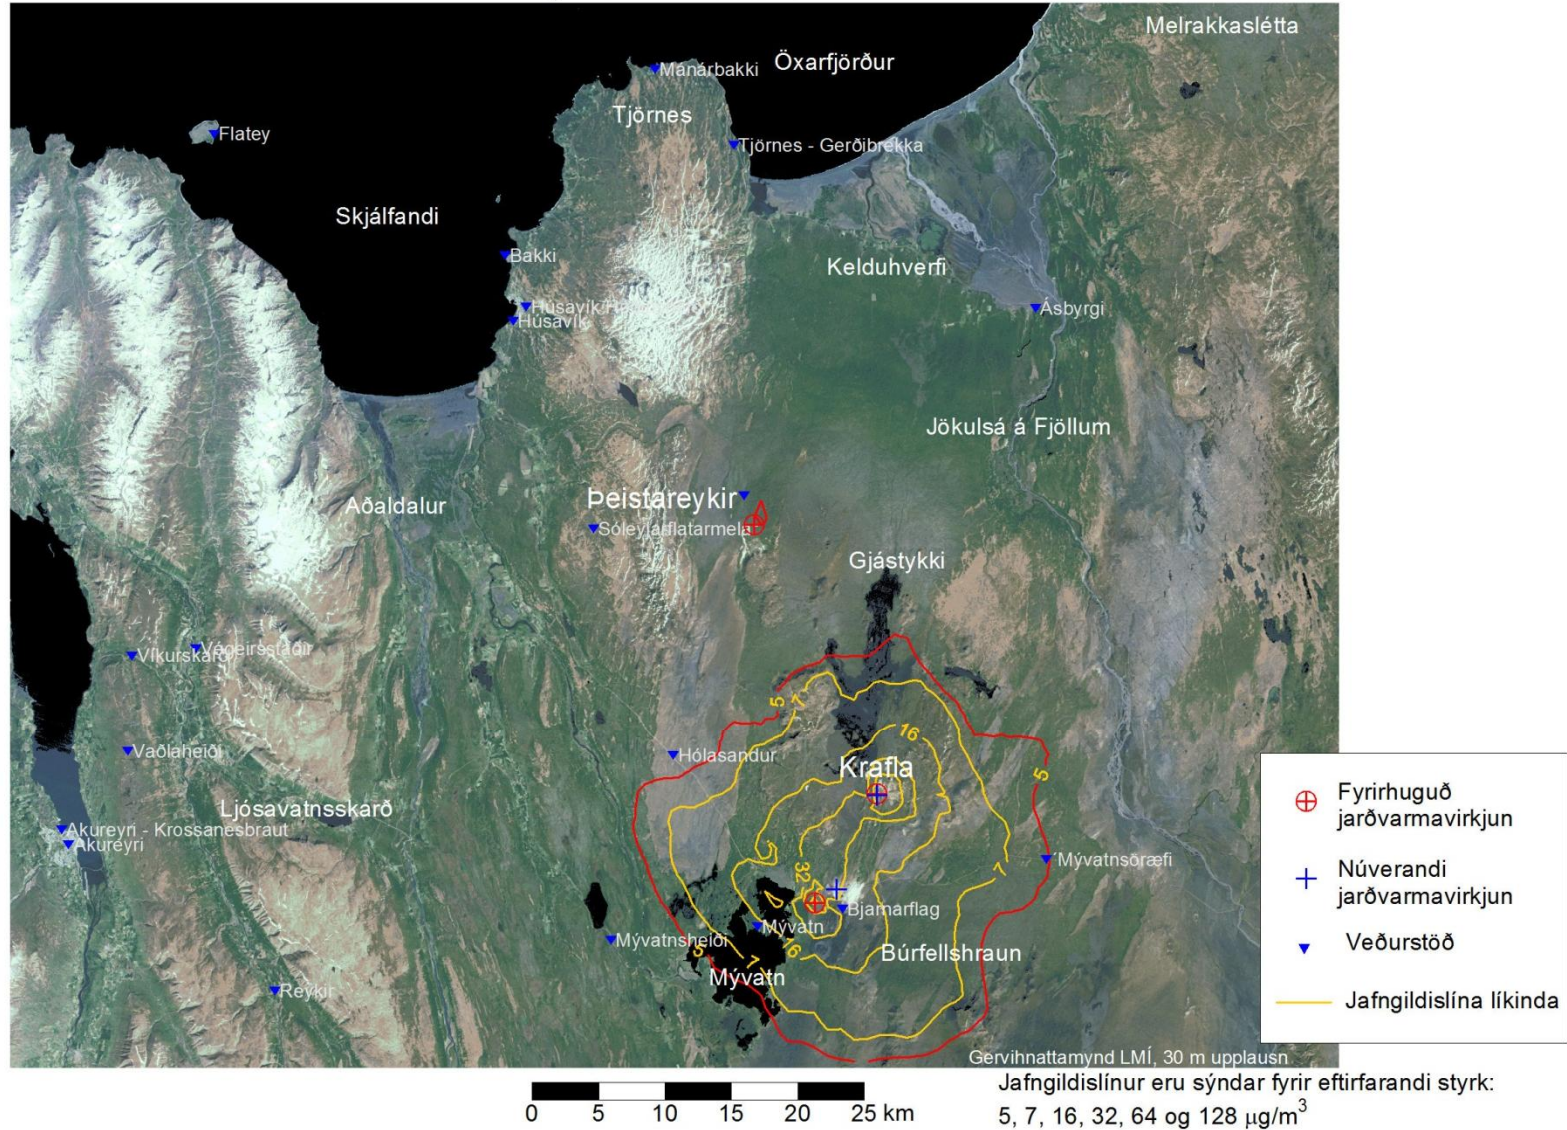 Melrakkaslétta
Öxarfjörður
Mánárbakki
Tjörnes
Flatey
Tjörnes - Gerðibrekka
Skjálfandi
Bakki
Kelduhverfi
Húsavík
Ásbyrgi
Jökulsá á Fjöllum
Þeistareykir
Aðaldalur
Gjástykki
Víkurskarð
5
7
16
Vaðlaheiði
Hólasandur
Krafla
5
Ljósavatnsskarð
Akureyri - Krossanesbraut
Akureyri
32
7
Mývatnsöræfi
Bjarnarflag
Mývatn
Mývatnsheiði
5
7
16
Búrfellshraun
Mývatn
Reykir
Fyrirhuguð
jarðvarmavirkjun
Núverandi
jarðvarmavirkjun
Veðurstöð
Jafngildislína líkinda
Gervihnattamynd LMÍ, 30 m upplausn
0 5 10 15 20 25 km
Jafngildislínur eru sýndar fyrir eftirfarandi styrk:
5, 7, 16, 32, 64 og 128 µg/m³